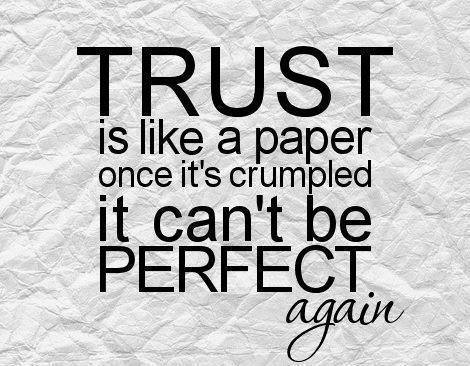 TRUST
is like a paper
once it's crumpled
it can't be
PERFECT
again